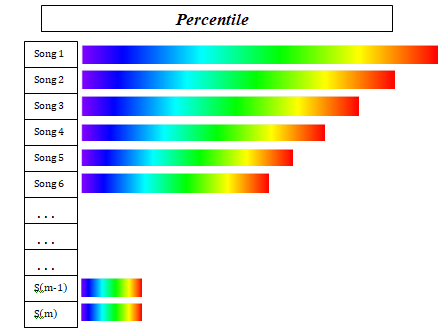 Percentile
Song 1
Song 2
Song 3
Song 4
Song 5
Song 6
...
...
...
S(m-1)
S(m)